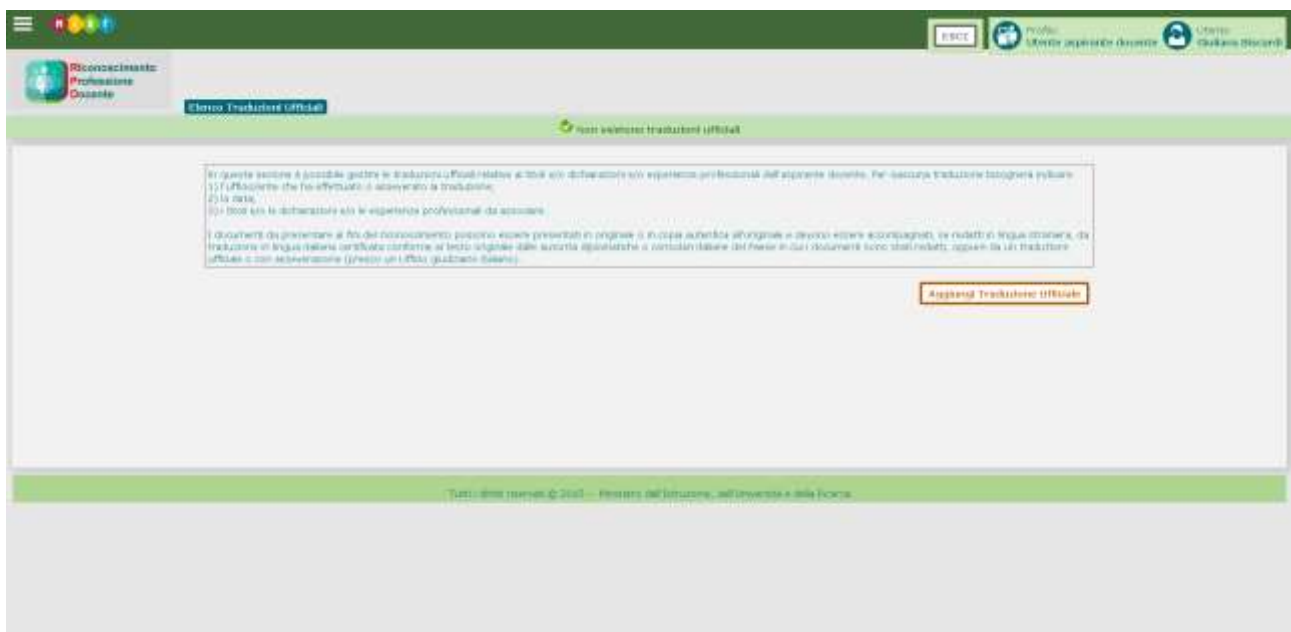 ESCI
Profilo:
Utente aspirante docente
Utente:
Giuliana Biscardi
Riconoscimento
Professione
Docente
Elenco Traduzioni Ufficiali
Non esistono traduzioni ufficiali
In questa sezione è possibile gestire le traduzioni ufficiali relative ai titoli e/o dichiarazioni e/o esperienze professionali dell'aspirante docente. Per ciascuna traduzione bisognerà indicare:
1) l'ufficio/ente che ha effettuato o asseverato la traduzione;
2) la data;
3) i titoli e/o le dichiarazioni e/o le esperienze professionali da associare.
I documenti da presentare ai fini del riconoscimento possono essere presentati in originale o in copia autentica all'originale e devono essere accompagnati, se redatti in lingua straniera, da
traduzione in lingua italiana certificata conforme al testo originale dalle autorità diplomatiche o consolari italiane del Paese in cui i documenti sono stati redatti, oppure da un traduttore
ufficiale o con asseverazione (presso un Ufficio giudiziario italiano).
Aggiungi Traduzione Ufficiale
Tutti i diritti riservati © - Ministero dell'Istruzione, dell'Università e della Ricerca